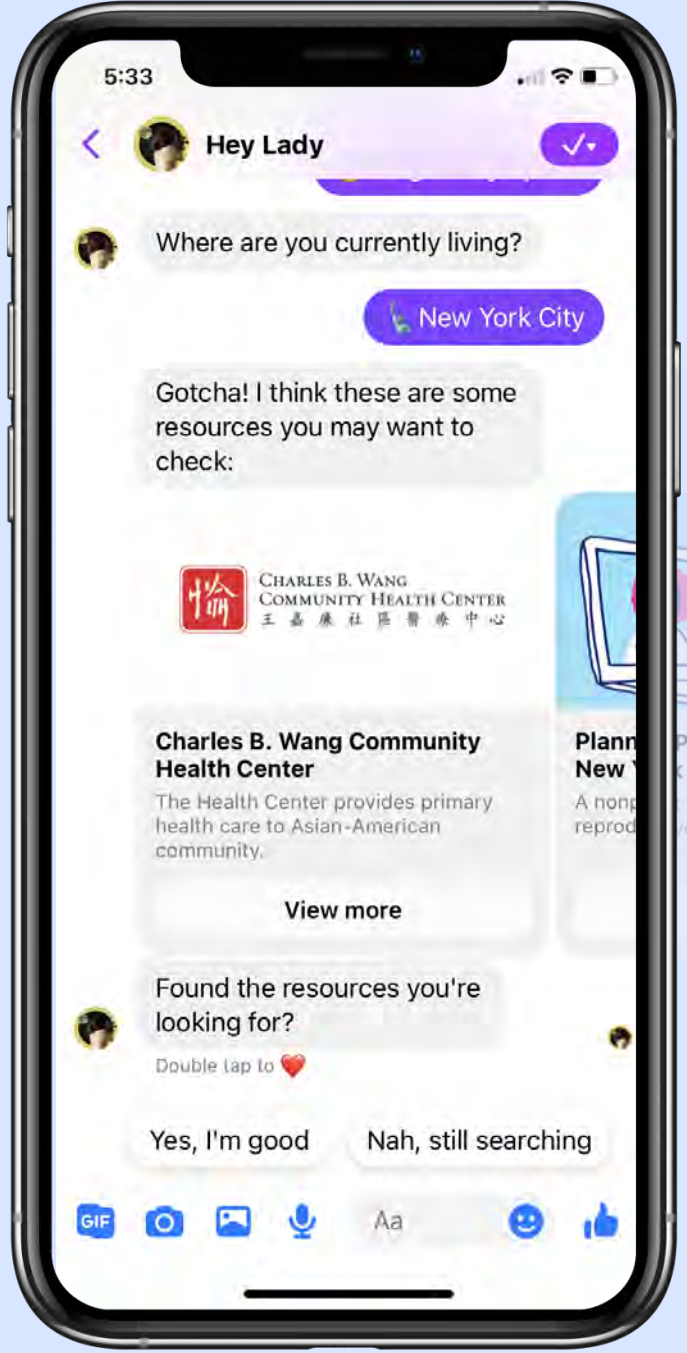 5:33
Hey Lady
Where are you currently living?
New York City
Gotcha! I think these are some
resources you may want to
check:
CHARLES B. WANG
COMMUNITY HEALTH CENTER
王嘉廉社區醫療中心
Charles B. Wang Community
Health Center
The Health Center provides primary
health care to Asian-American
community.
View more
Plann
New
A nonp
reprod
Found the resources you're
looking for?
Double tap to
Yes, I'm good
Nah, still searching
GIF
Aa